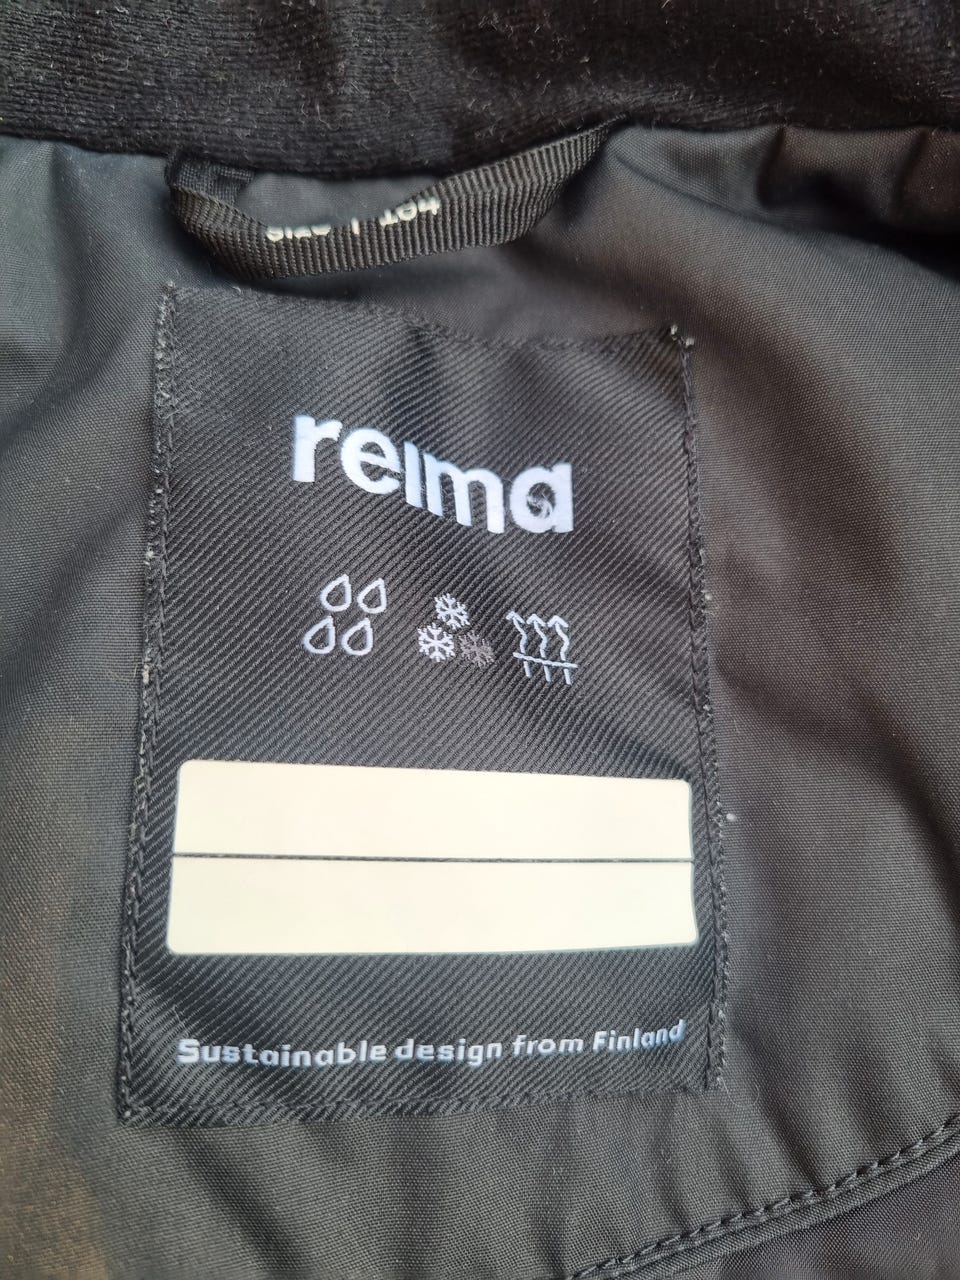 SIZE | 104
reima
Sustainable design from Finland